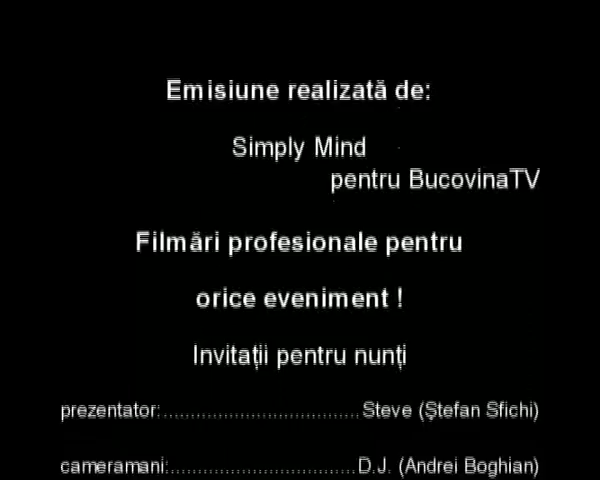 Emisiune realizată de:
Simply Mind
pentru BucovinaTV
Filmări profesionale pentru
orice eveniment !
Invitații pentru nunți
prezentator:....................................Steve (Ștefan Sfichi)
cameramani:..................................D.J. (Andrei Boghian)